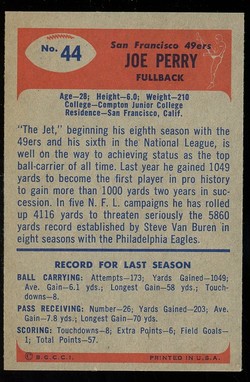 No. 44
San Francisco 49ers
JOE PERRY
FULLBACK
Age–28; Height–6.0; Weight–210
College–Compton Junior College
Residence–San Francisco, Calif.
"The Jet," beginning his eighth season with the
49ers and his sixth in the National League, is
well on the way to achieving status as the top
ball-carrier of all time. Last year he gained 1049
yards to become the first player in pro history
to gain more than 1000 yards two years in suc-
cession. In five N. F. L. campaigns he has rolled
up 4116 yards to threaten seriously the 5860
yards record established by Steve Van Buren in
eight seasons with the Philadelphia Eagles.
RECORD FOR LAST SEASON
BALL CARRYING: Attempts–173; Yards Gained–1049;
Ave. Gain–6.1 yds.; Longest Gain–58 yds.; Touch-
downs–8.
PASS RECEIVING: Number–26; Yards Gained–203; Ave.
Gain–7.8 yds.; Longest Gain–70 yds.
SCORING: Touchdowns–8; Extra Points–6; Field Goals–
1; Total Points–57.
© B.C.C.I.
PRINTED IN U.S.A.